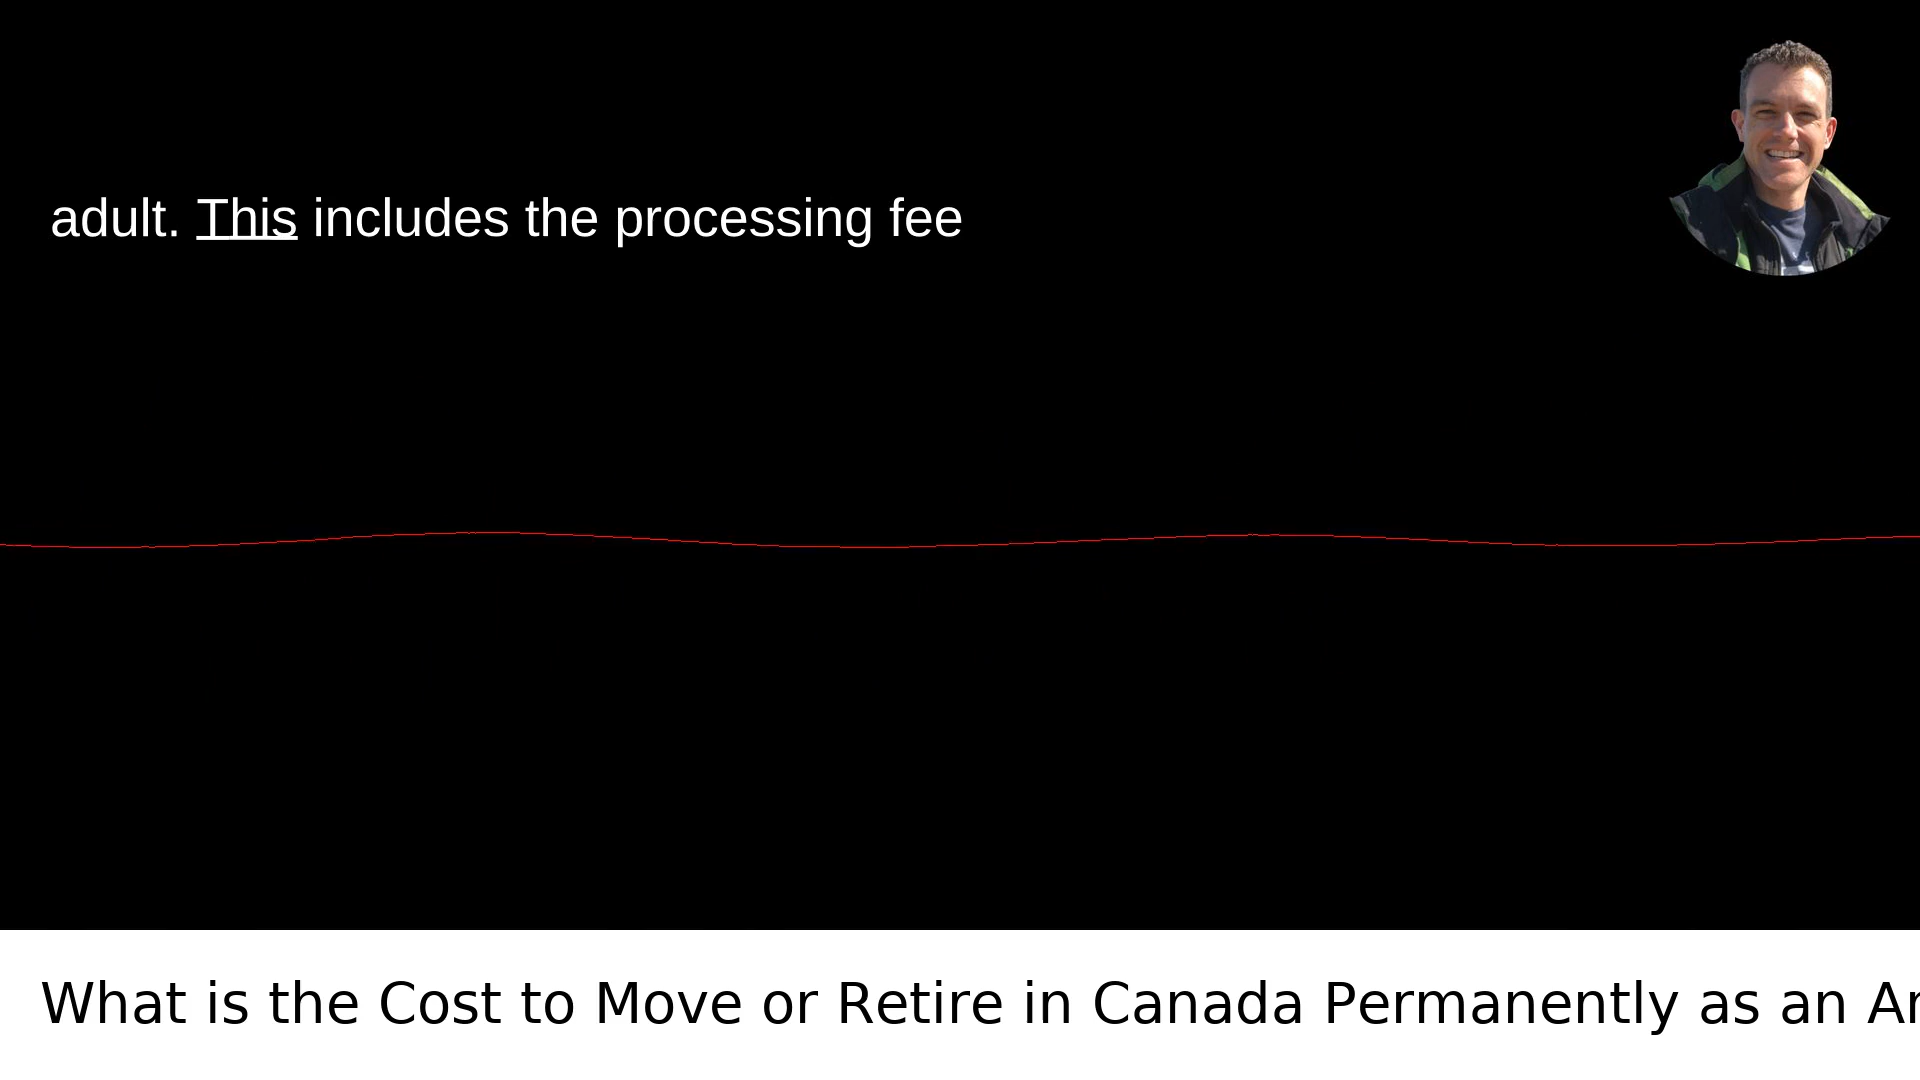 adult. This includes the processing fee
What is the Cost to Move or Retire in Canada Permanently as an